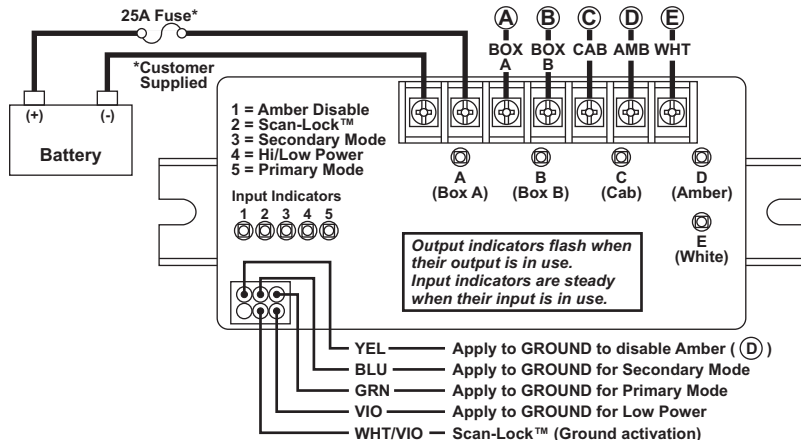 25A Fuse*
A B C D E
BOX A BOX B CAB AMB WHT
*Customer Supplied
(+) (-)
Battery
1 = Amber Disable
2 = Scan-Lock™
3 = Secondary Mode
4 = Hi/Low Power
5 = Primary Mode
Input Indicators
1 2 3 4 5
A (Box A)
B (Box B)
C (Cab)
D (Amber)
E (White)
Output indicators flash when
their output is in use.
Input indicators are steady
when their input is in use.
YEL Apply to GROUND to disable Amber ( D )
BLU Apply to GROUND for Secondary Mode
GRN Apply to GROUND for Primary Mode
VIO Apply to GROUND for Low Power
WHT/VIO Scan-Lock™ (Ground activation)